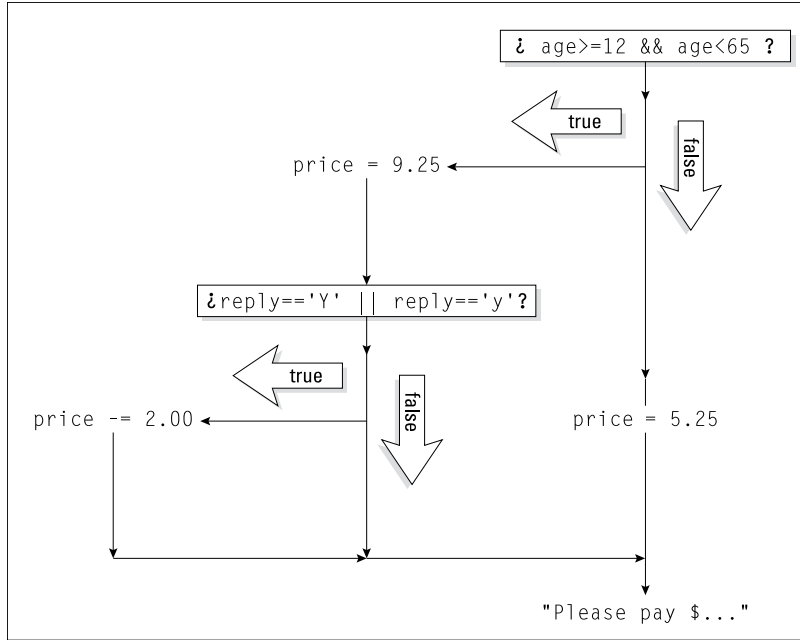 ¿ age>=12 && age<65 ?
true
false
price = 9.25
¿reply=='Y' || reply=='y'?
true
false
price -= 2.00
price = 5.25
"Please pay $..."